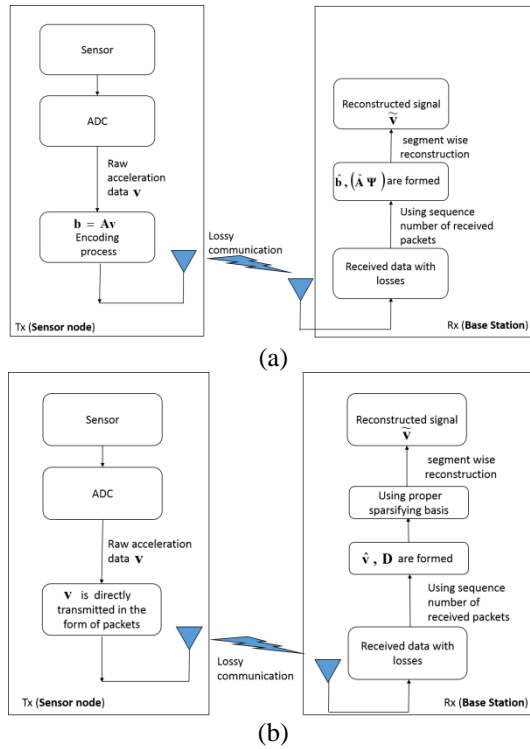 Sensor
ADC
Raw
acceleration
data v
b = Av
Encoding
process
Tx (Sensor node)
Lossy
communication
Reconstructed signal
ṽ
segment wise
reconstruction
b̂ , (Â Ψ) are formed
Using sequence
number of received
packets
Received data with
losses
Rx (Base Station)
(a)
Sensor
ADC
Raw acceleration
data v
v is directly
transmitted in the
form of packets
Tx (Sensor node)
Lossy
communication
Reconstructed signal
ṽ
segment wise
reconstruction
Using proper
sparsifying basis
v̂ , D are formed
Using sequence
number of
received packets
Received data with
losses
Rx (Base Station)
(b)